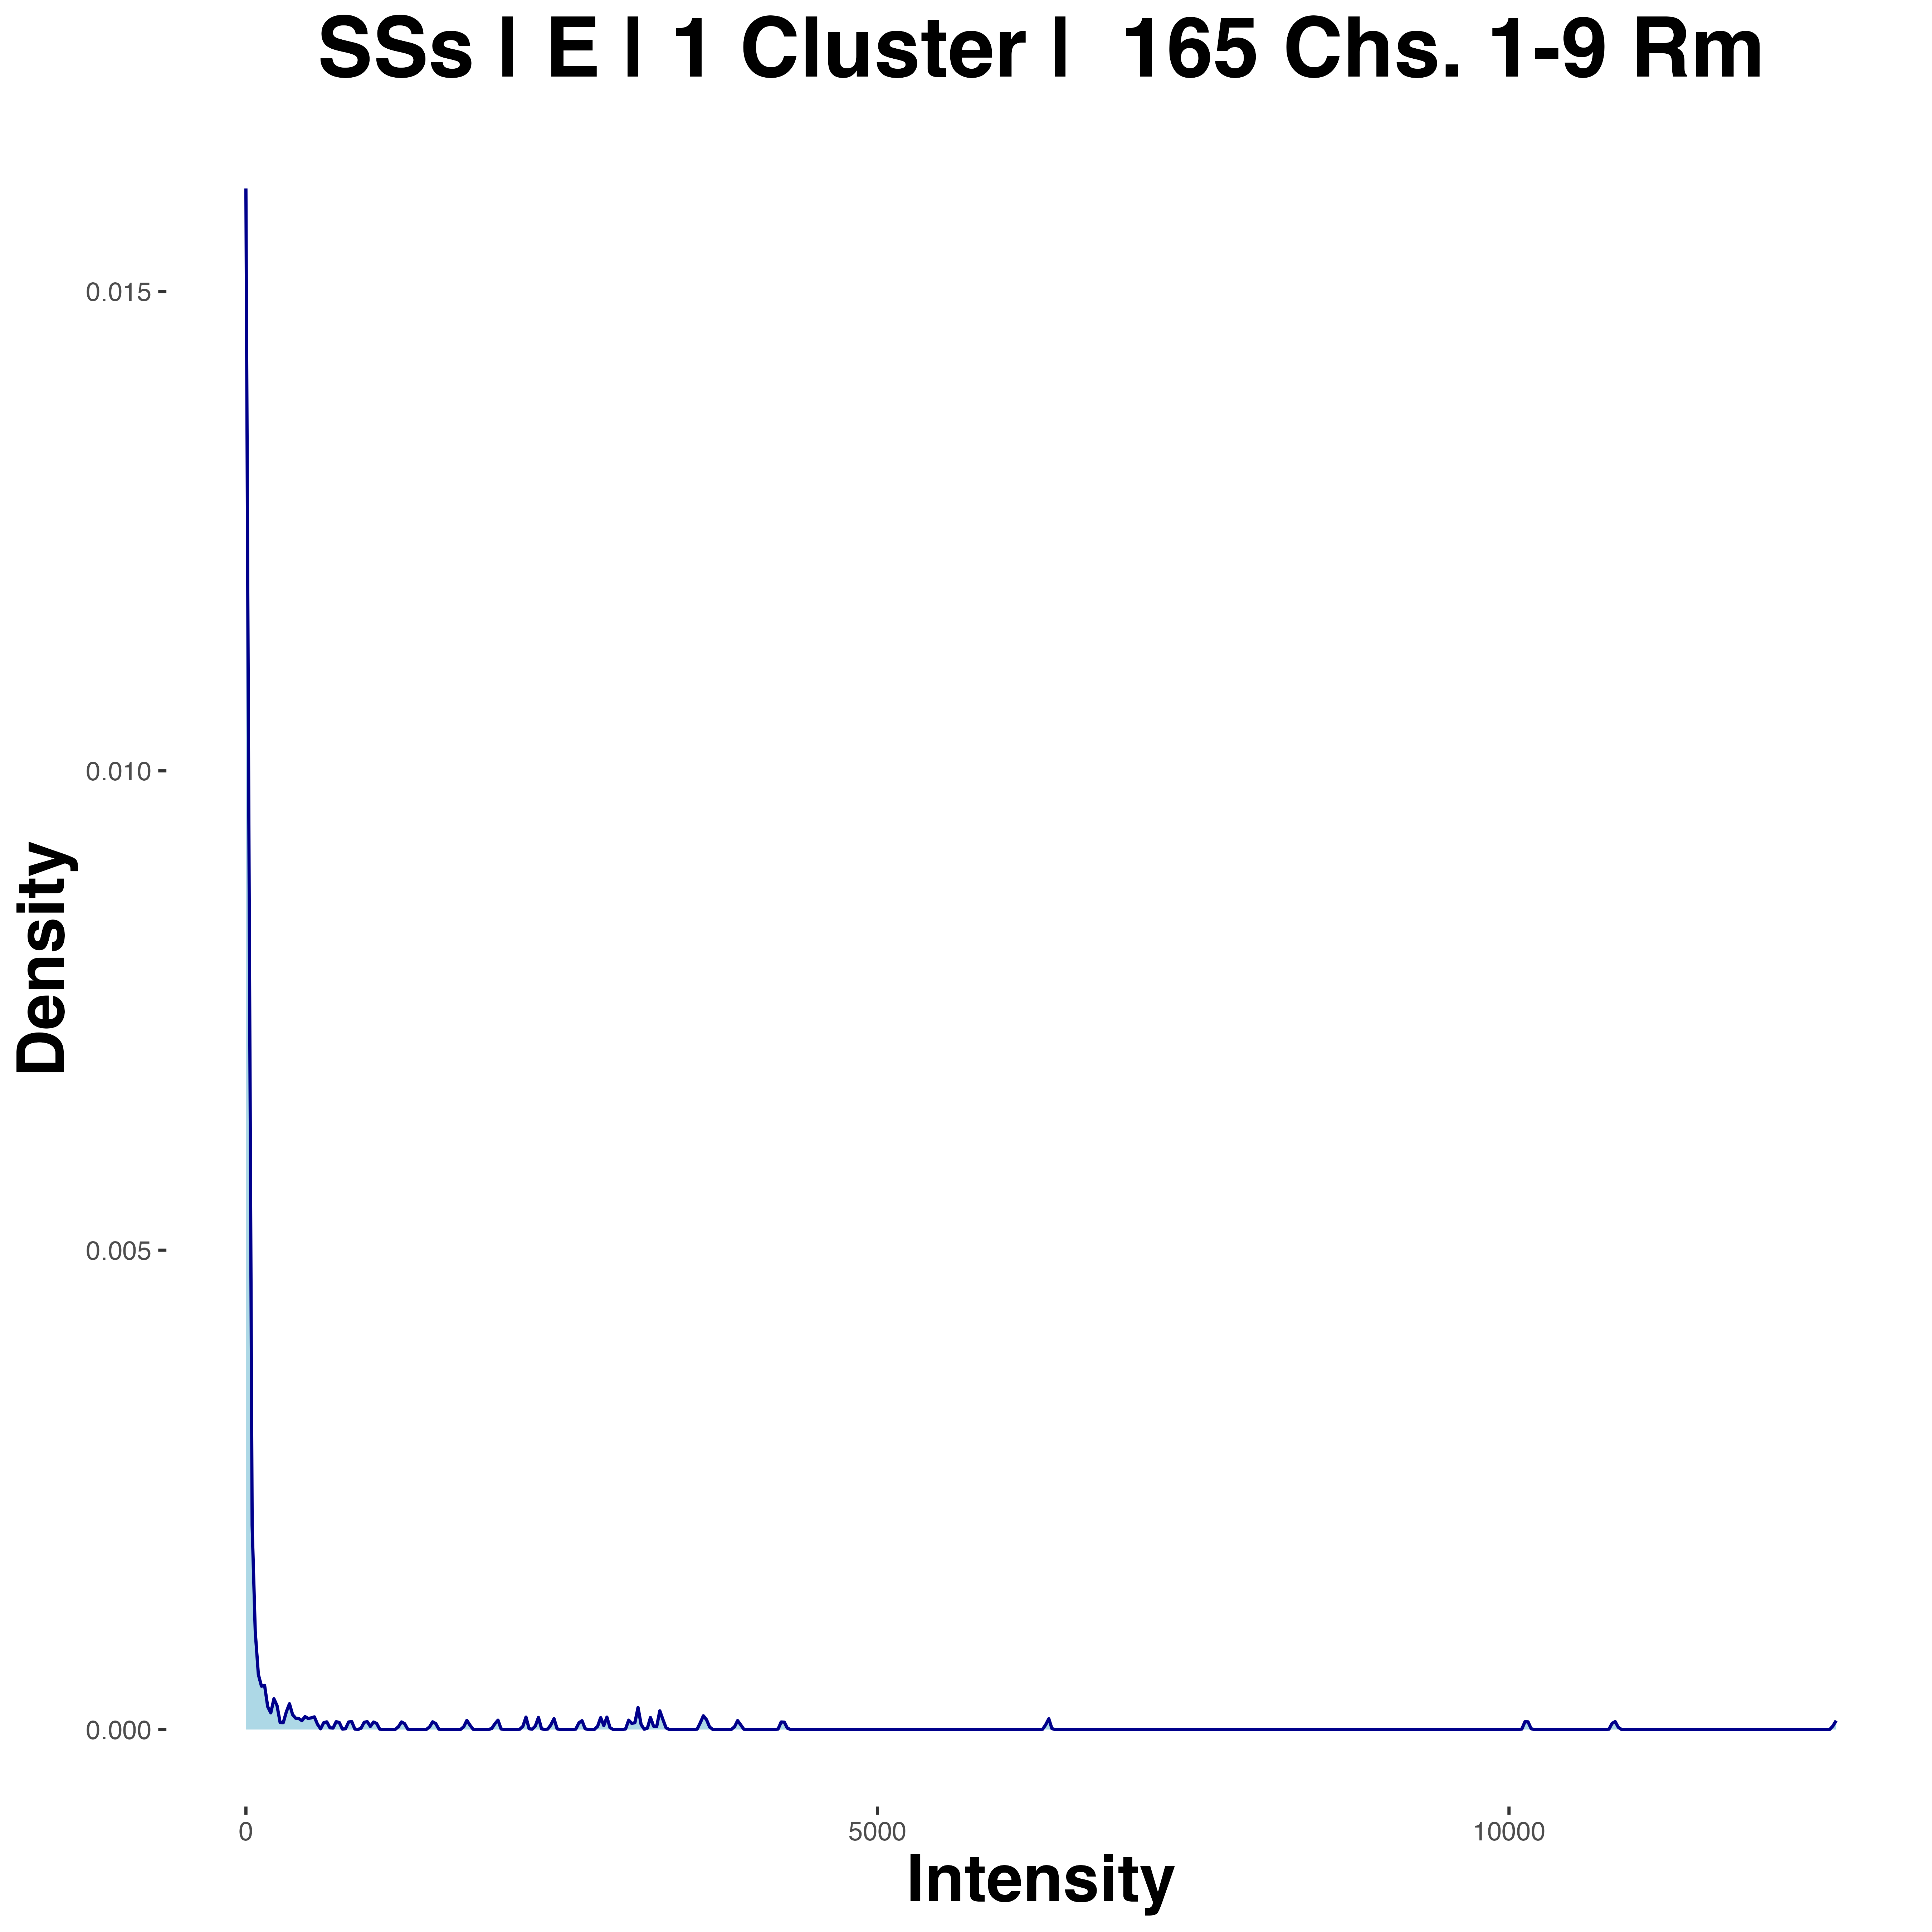 SSs | E | 1 Cluster |  165 Chs. 1-9 Rm
0.015
0.010
0.005
0.000
Density
0
5000
10000
Intensity